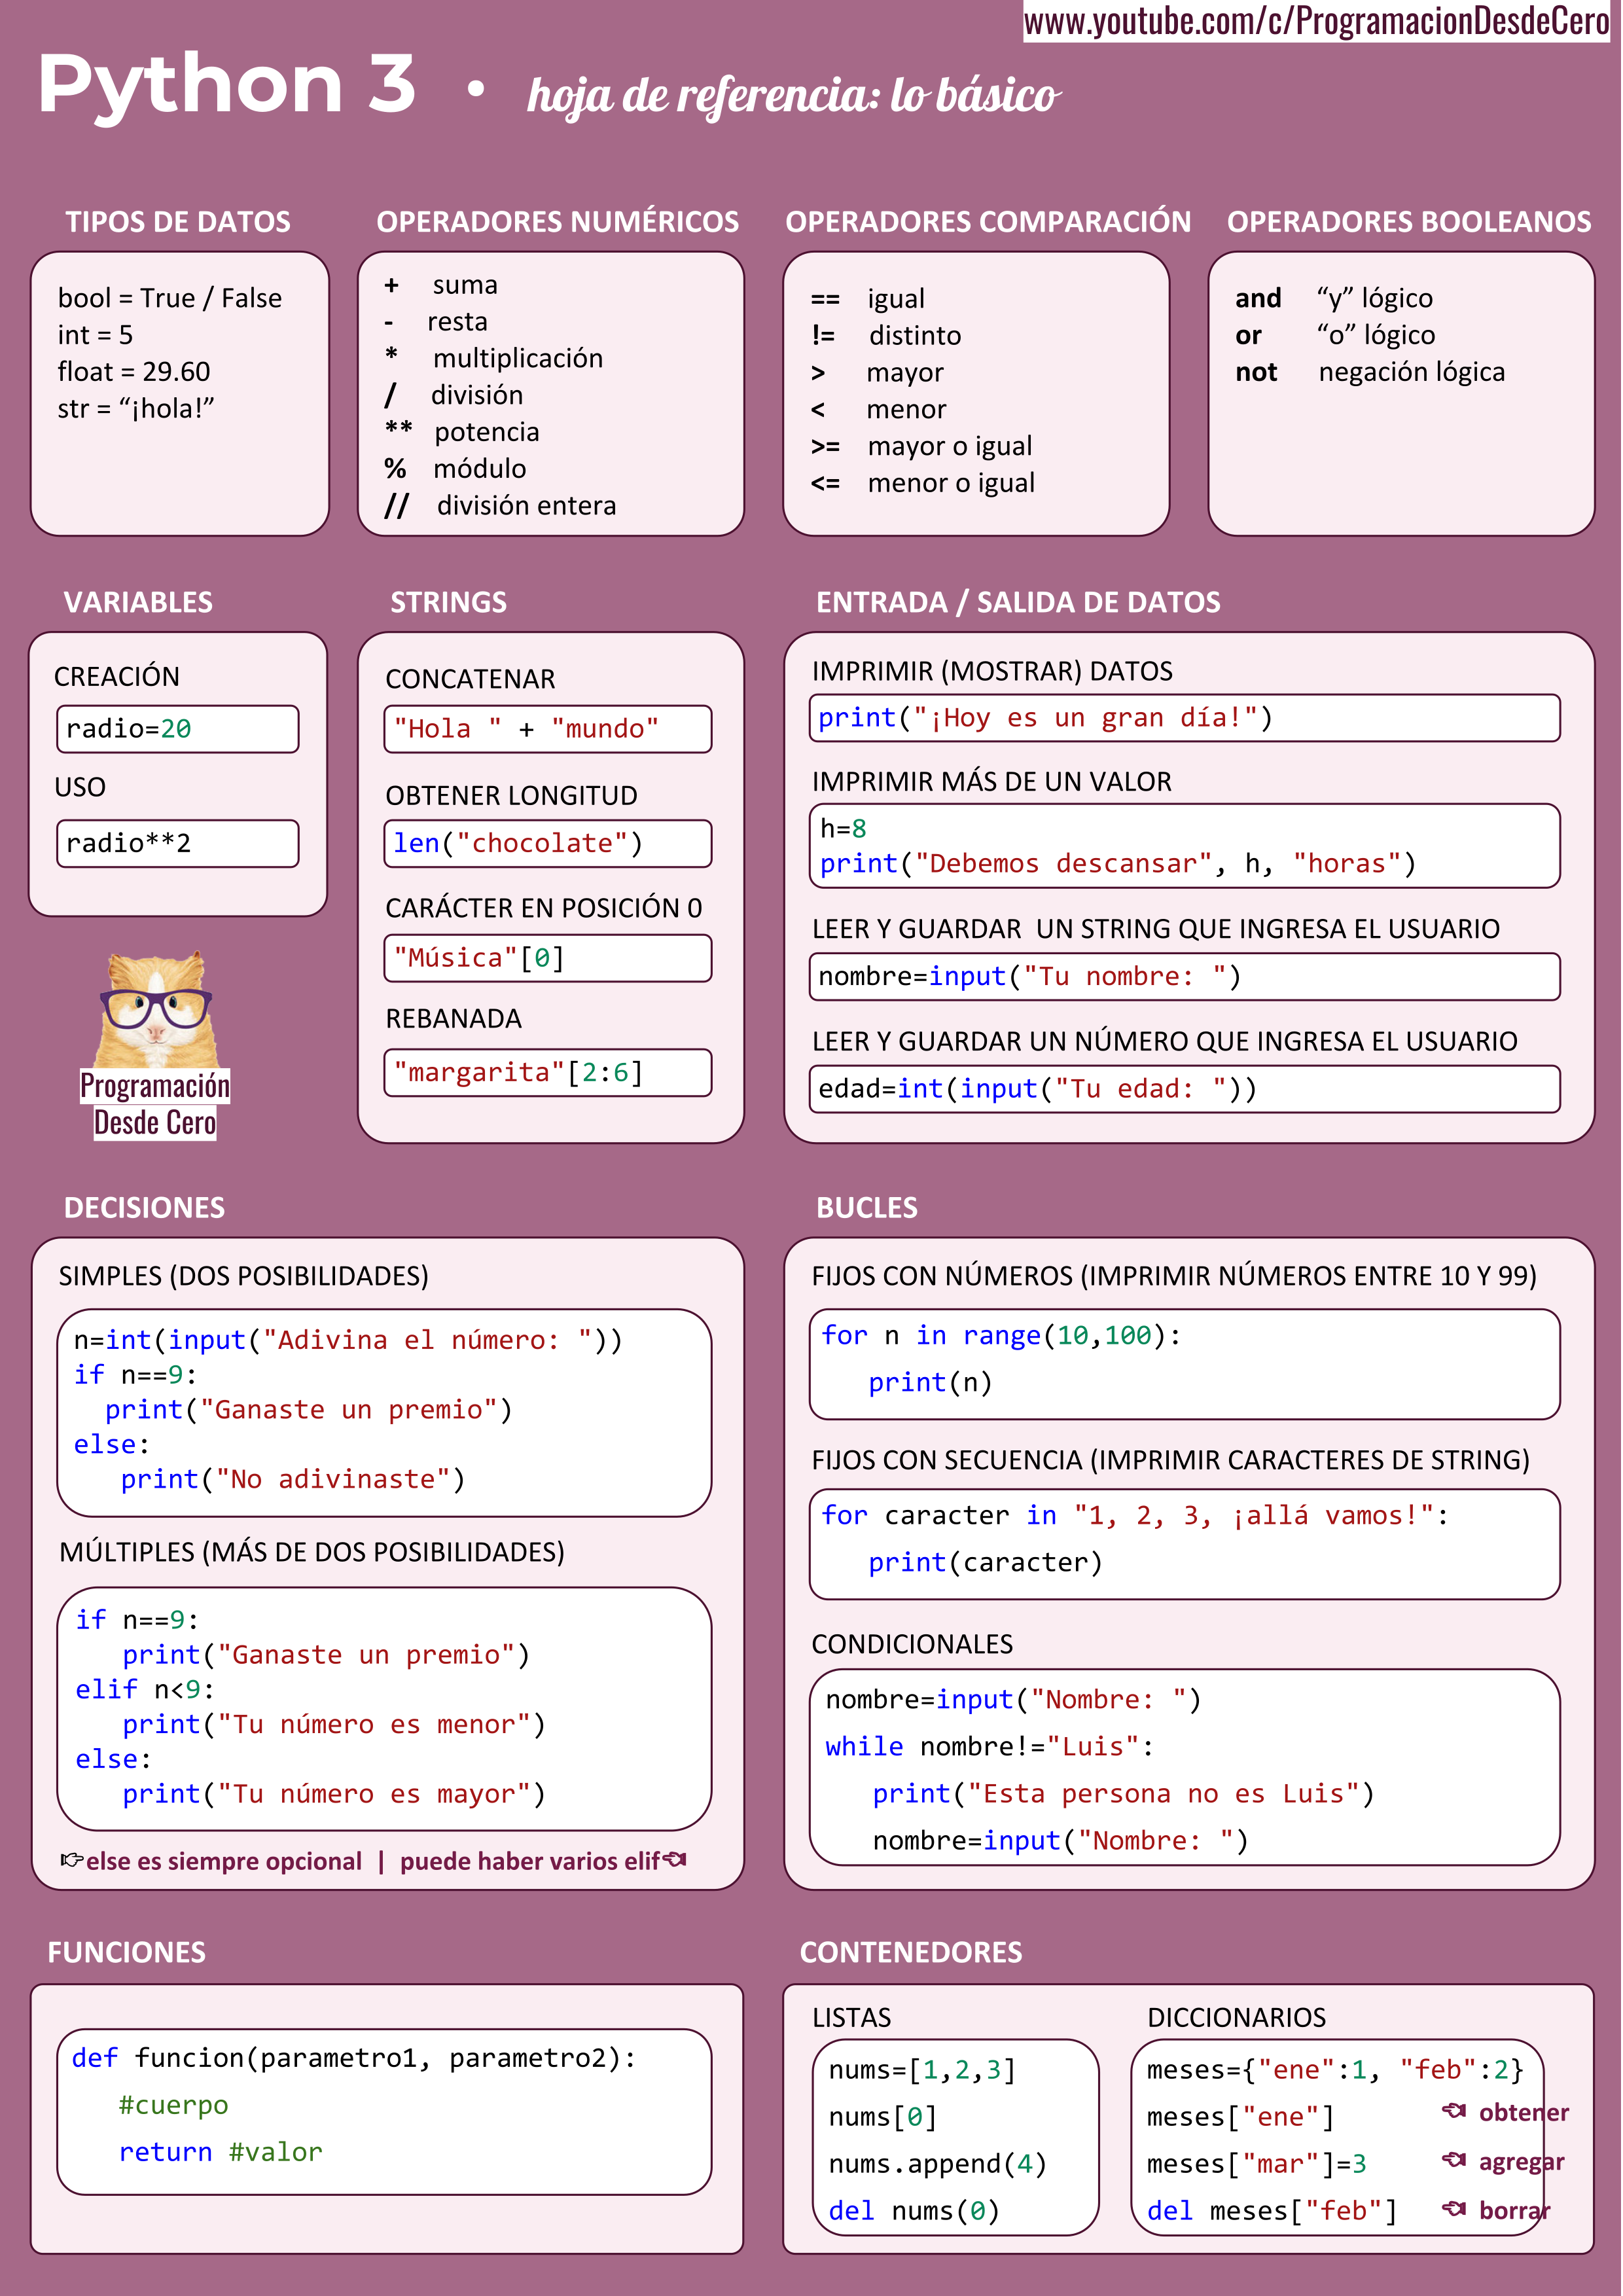 www.youtube.com/c/ProgramacionDesdeCero
Python 3 • hoja de referencia: lo básico
TIPOS DE DATOS
bool = True / False
int = 5
float = 29.60
str = “¡hola!”
OPERADORES NUMÉRICOS
+ suma
- resta
* multiplicación
/ división
** potencia
% módulo
// división entera
OPERADORES COMPARACIÓN
== igual
!= distinto
> mayor
< menor
>= mayor o igual
<= menor o igual
OPERADORES BOOLEANOS
and “y” lógico
or “o” lógico
not negación lógica
VARIABLES
CREACIÓN
radio=20
USO
radio**2
Programación
Desde Cero
STRINGS
CONCATENAR
"Hola " + "mundo"
OBTENER LONGITUD
len("chocolate")
CARÁCTER EN POSICIÓN 0
"Música"[0]
REBANADA
"margarita"[2:6]
ENTRADA / SALIDA DE DATOS
IMPRIMIR (MOSTRAR) DATOS
print("¡Hoy es un gran día!")
IMPRIMIR MÁS DE UN VALOR
h=8
print("Debemos descansar", h, "horas")
LEER Y GUARDAR  UN STRING QUE INGRESA EL USUARIO
nombre=input("Tu nombre: ")
LEER Y GUARDAR UN NÚMERO QUE INGRESA EL USUARIO
edad=int(input("Tu edad: "))
DECISIONES
SIMPLES (DOS POSIBILIDADES)
n=int(input("Adivina el número: "))
if n==9:
  print("Ganaste un premio")
else:
   print("No adivinaste")
MÚLTIPLES (MÁS DE DOS POSIBILIDADES)
if n==9:
   print("Ganaste un premio")
elif n<9:
   print("Tu número es menor")
else:
   print("Tu número es mayor")
☞else es siempre opcional | puede haber varios elif☜
BUCLES
FIJOS CON NÚMEROS (IMPRIMIR NÚMEROS ENTRE 10 Y 99)
for n in range(10,100):
   print(n)
FIJOS CON SECUENCIA (IMPRIMIR CARACTERES DE STRING)
for caracter in "1, 2, 3, ¡allá vamos!":
   print(caracter)
CONDICIONALES
nombre=input("Nombre: ")
while nombre!="Luis":
   print("Esta persona no es Luis")
   nombre=input("Nombre: ")
FUNCIONES
def funcion(parametro1, parametro2):
   #cuerpo
   return #valor
CONTENEDORES
LISTAS
nums=[1,2,3]
nums[0]
nums.append(4)
del nums(0)
DICCIONARIOS
meses={"ene":1, "feb":2}
meses["ene"] ☜ obtener
meses["mar"]=3 ☜ agregar
del meses["feb"] ☜ borrar